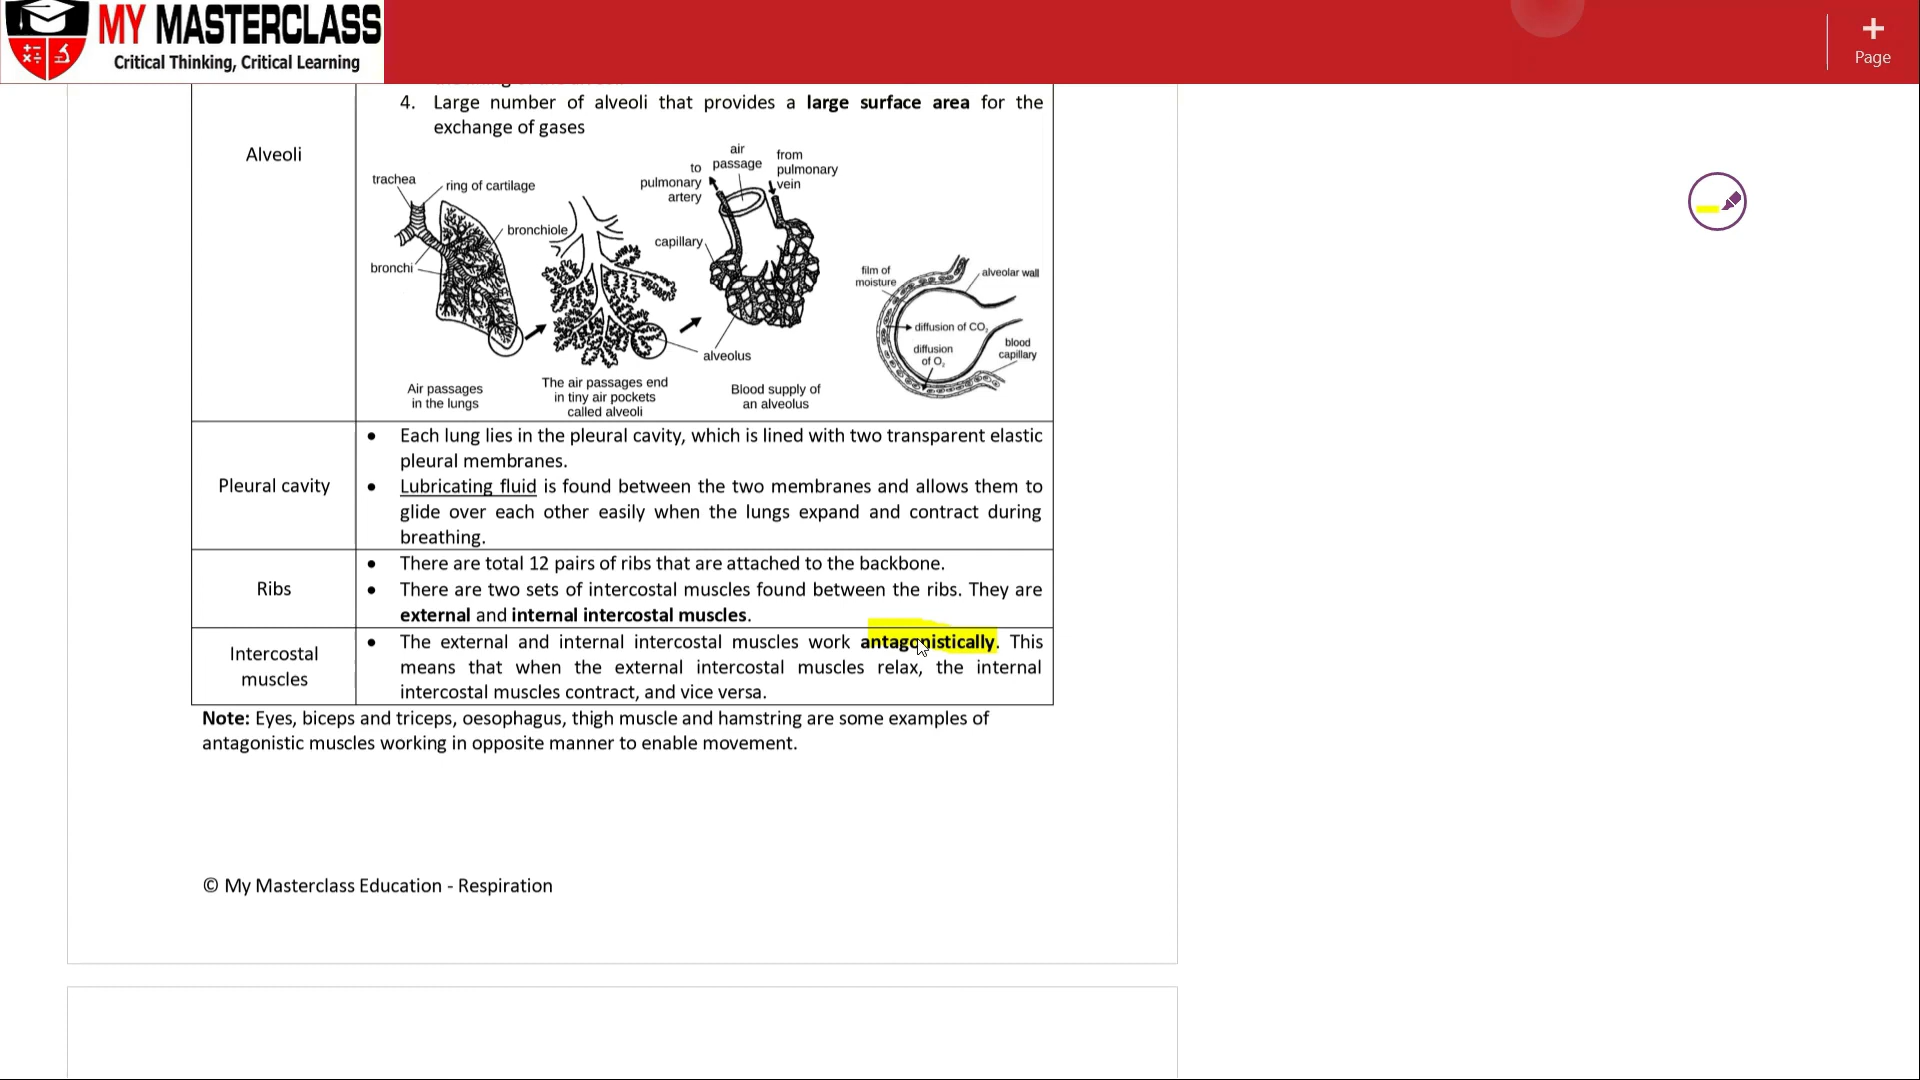 MY MASTERCLASS
Critical Thinking, Critical Learning
+
Page
4. Large number of alveoli that provides a large surface area for the
exchange of gases
Alveoli
trachea
ring of cartilage
bronchiole
bronchi
Air passages
in the lungs
The air passages end
in tiny air pockets
called alveoli
to
pulmonary
artery
air
passage
from
pulmonary
vein
capillary
alveolus
Blood supply of
an alveolus
film of
moisture
alveolar wall
diffusion of CO2
diffusion
of O2
blood
capillary
Pleural cavity
• Each lung lies in the pleural cavity, which is lined with two transparent elastic
pleural membranes.
• Lubricating fluid is found between the two membranes and allows them to
glide over each other easily when the lungs expand and contract during
breathing.
Ribs
• There are total 12 pairs of ribs that are attached to the backbone.
• There are two sets of intercostal muscles found between the ribs. They are
external and internal intercostal muscles.
Intercostal
muscles
• The external and internal intercostal muscles work antagonistically. This
means that when the external intercostal muscles relax, the internal
intercostal muscles contract, and vice versa.
Note: Eyes, biceps and triceps, oesophagus, thigh muscle and hamstring are some examples of
antagonistic muscles working in opposite manner to enable movement.
© My Masterclass Education - Respiration